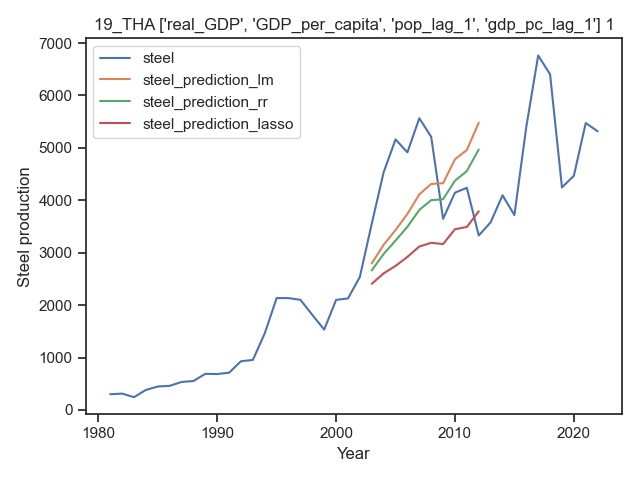 19_THA ['real_GDP', 'GDP_per_capita', 'pop_lag_1', 'gdp_pc_lag_1'] 1
steel
steel_prediction_lm
steel_prediction_rr
steel_prediction_lasso
Steel production
7000
6000
5000
4000
3000
2000
1000
0
1980
1990
2000
2010
2020
Year